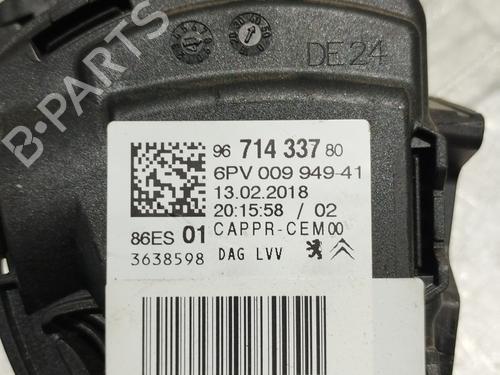 DE24
B-PARTS
96 714 337 80
6PV 009 949-41
13.02.2018
20:15:58 / 02
86ES 01 CAPPR-CEM00
3638598 DAG LVV